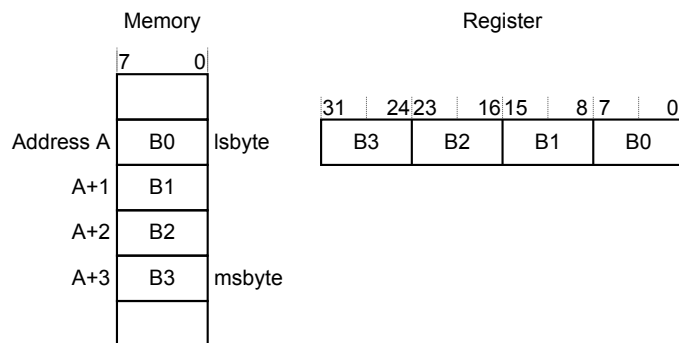 Memory
Register
7 0
31 24 23 16 15 8 7 0
Address A B0 lsbyte
B3 B2 B1 B0
A+1 B1
A+2 B2
A+3 B3 msbyte